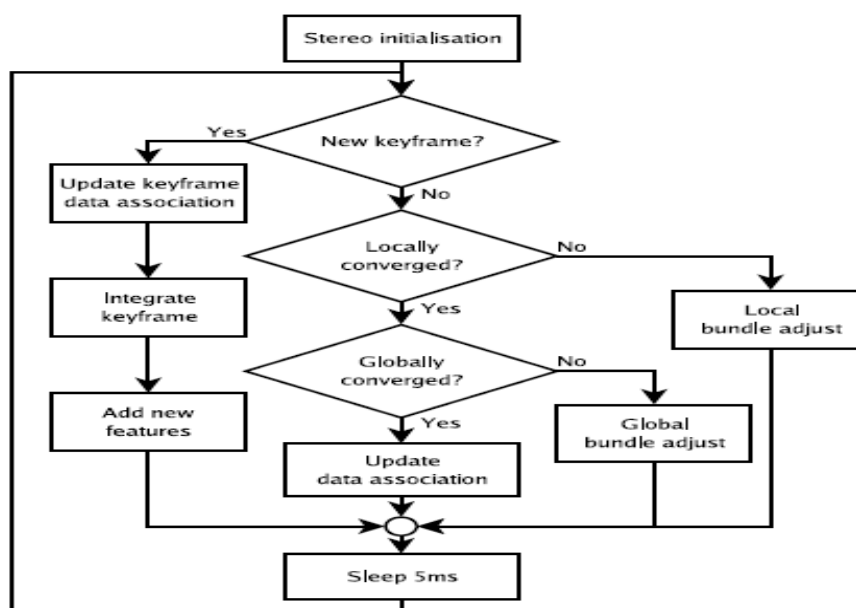 Stereo initialisation
Yes
New keyframe?
Update keyframe
data association
No
Locally
converged?
No
Integrate
keyframe
Yes
Local
bundle adjust
Globally
converged?
No
Add new
features
Yes
Global
bundle adjust
Update
data association
Sleep 5ms